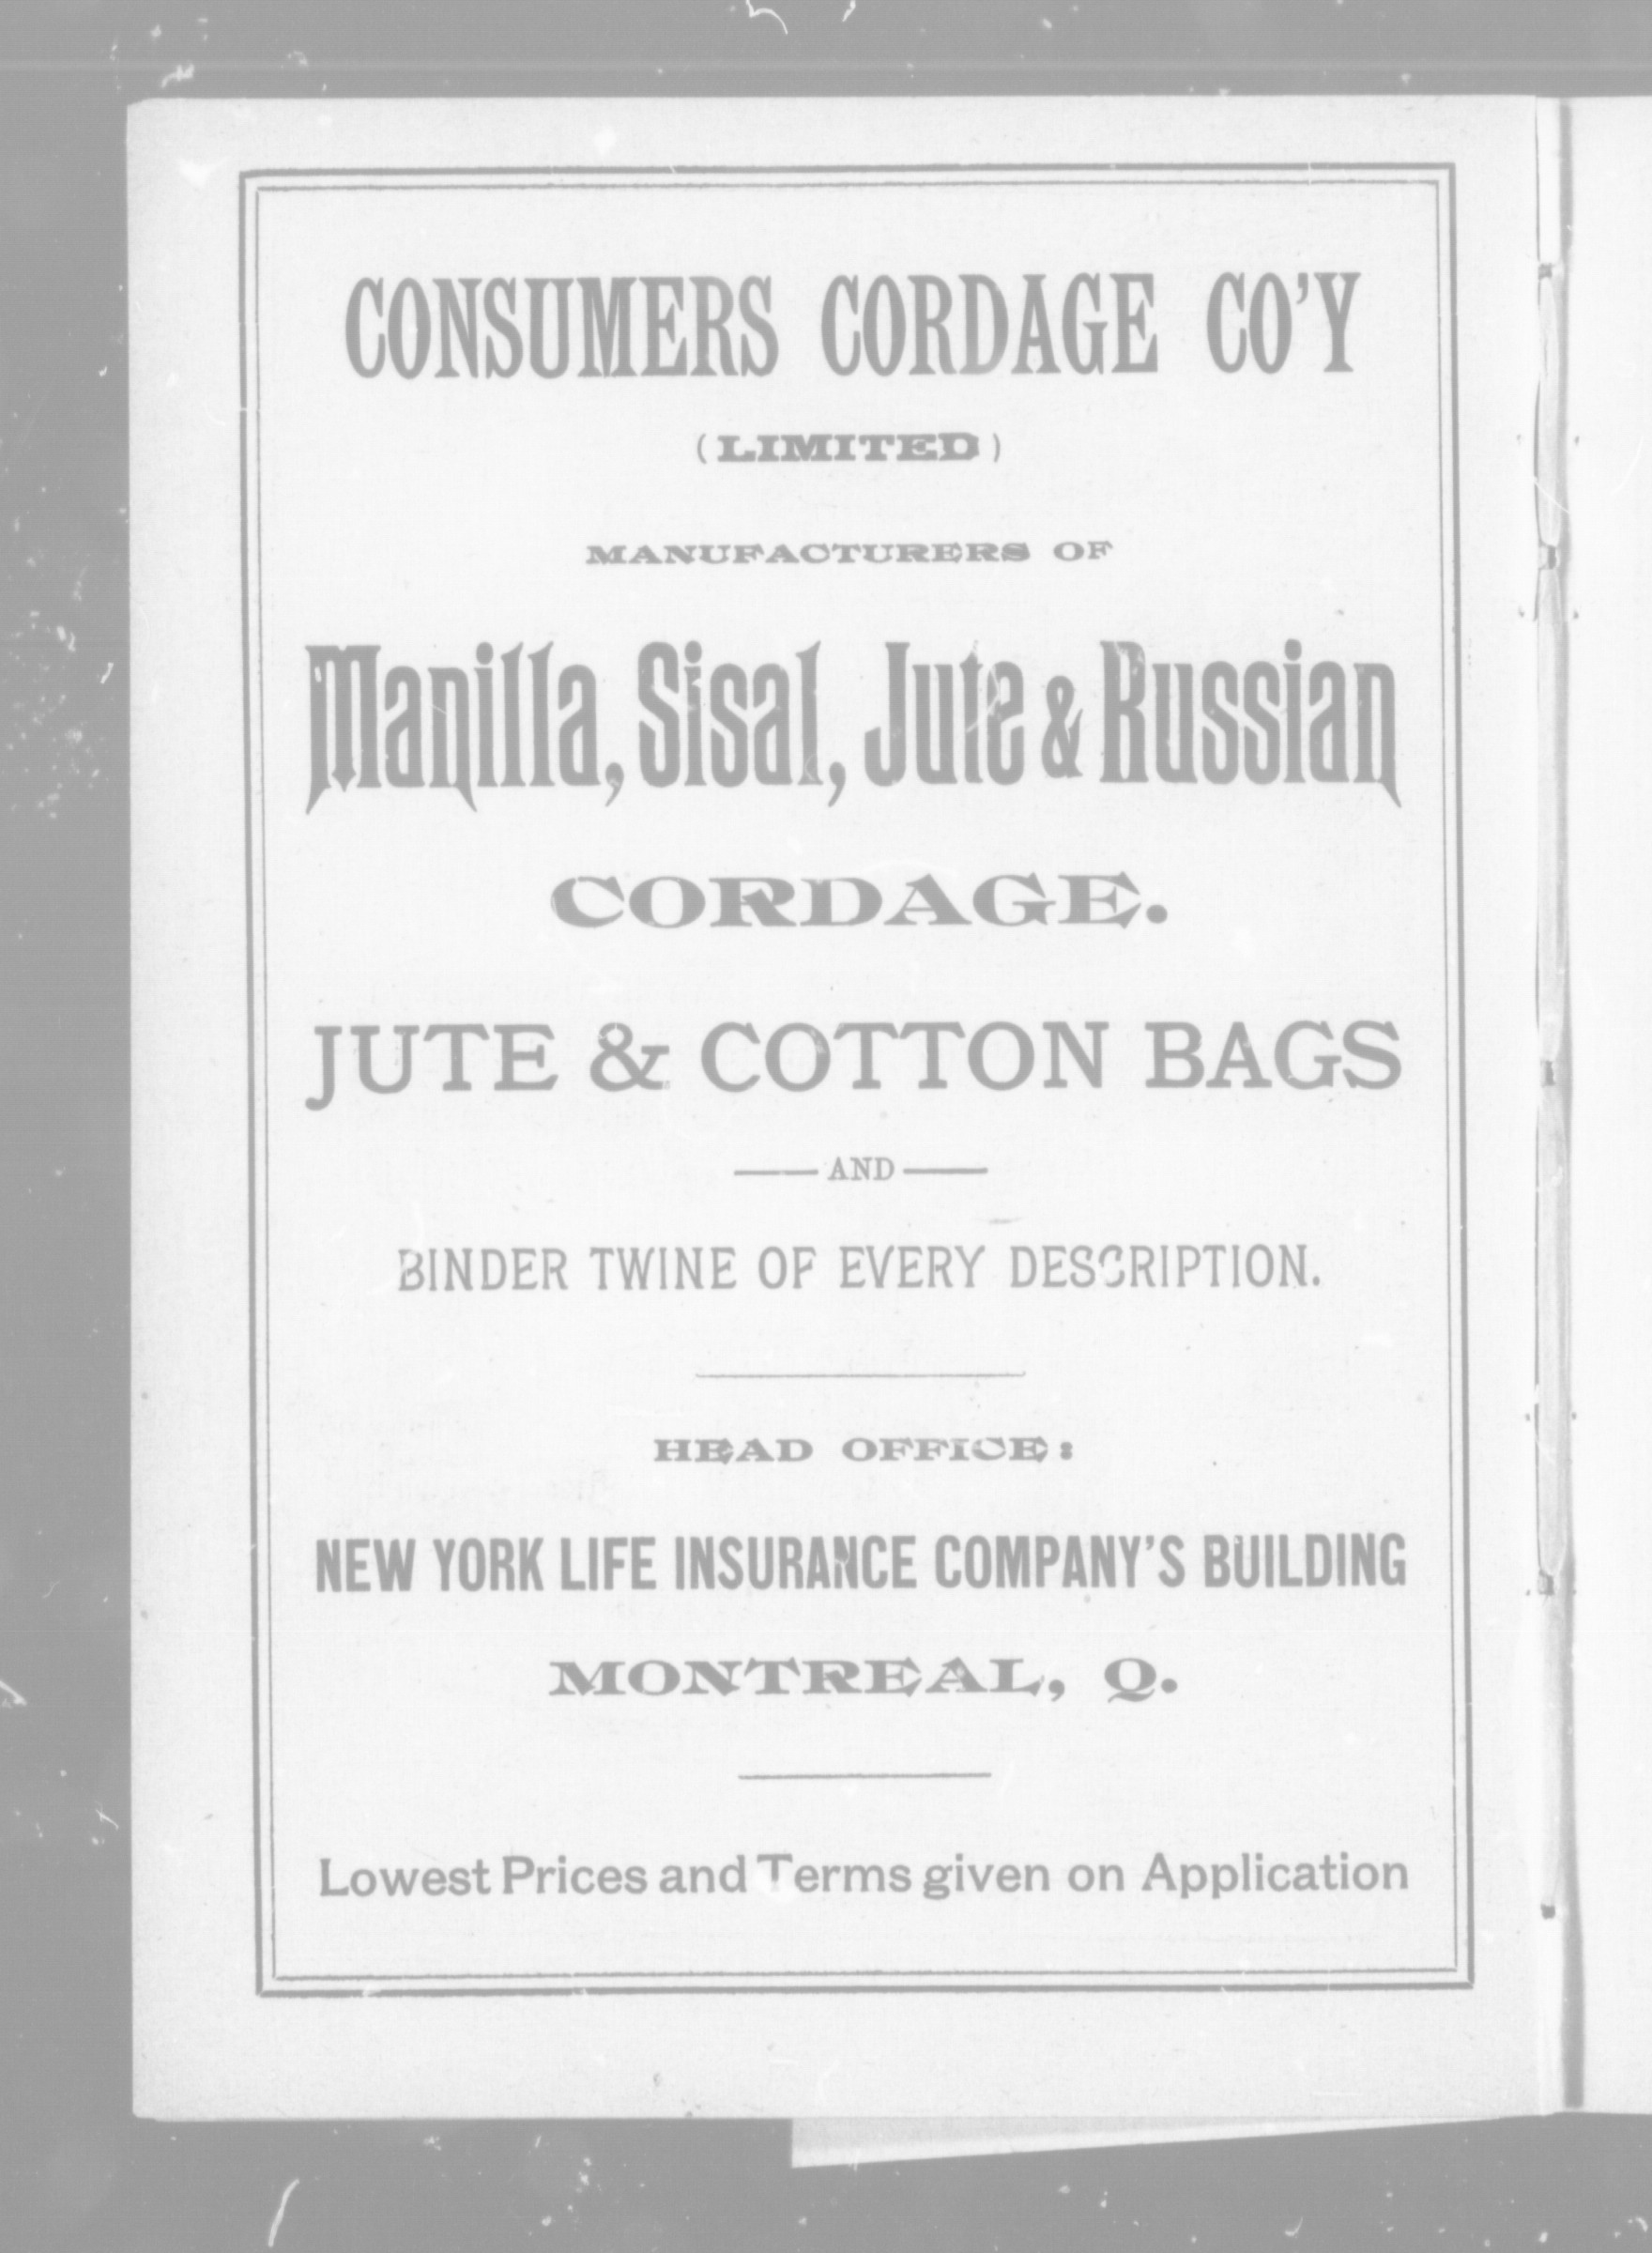 CONSUMERS CORDAGE CO'Y
(LIMITED)
MANUFACTURERS OF
Manilla, Sisal, Jute & Russian
CORDAGE.
JUTE & COTTON BAGS
AND
BINDER TWINE OF EVERY DESCRIPTION.
HEAD OFFICE:
NEW YORK LIFE INSURANCE COMPANY'S BUILDING
MONTREAL, Q.
Lowest Prices and Terms given on Application